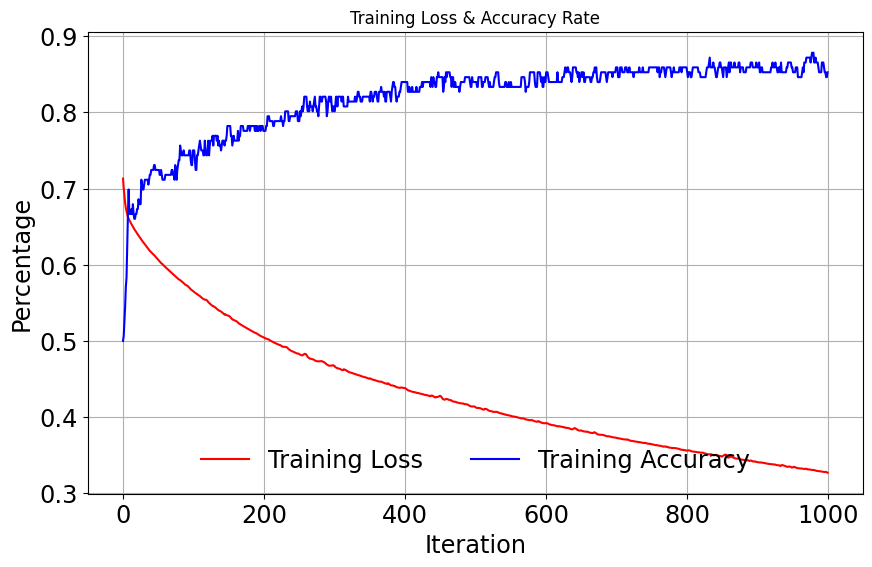 Training Loss & Accuracy Rate
Percentage
0.9
0.8
0.7
0.6
0.5
0.4
0.3
Training Loss
Training Accuracy
0 200 400 600 800 1000
Iteration